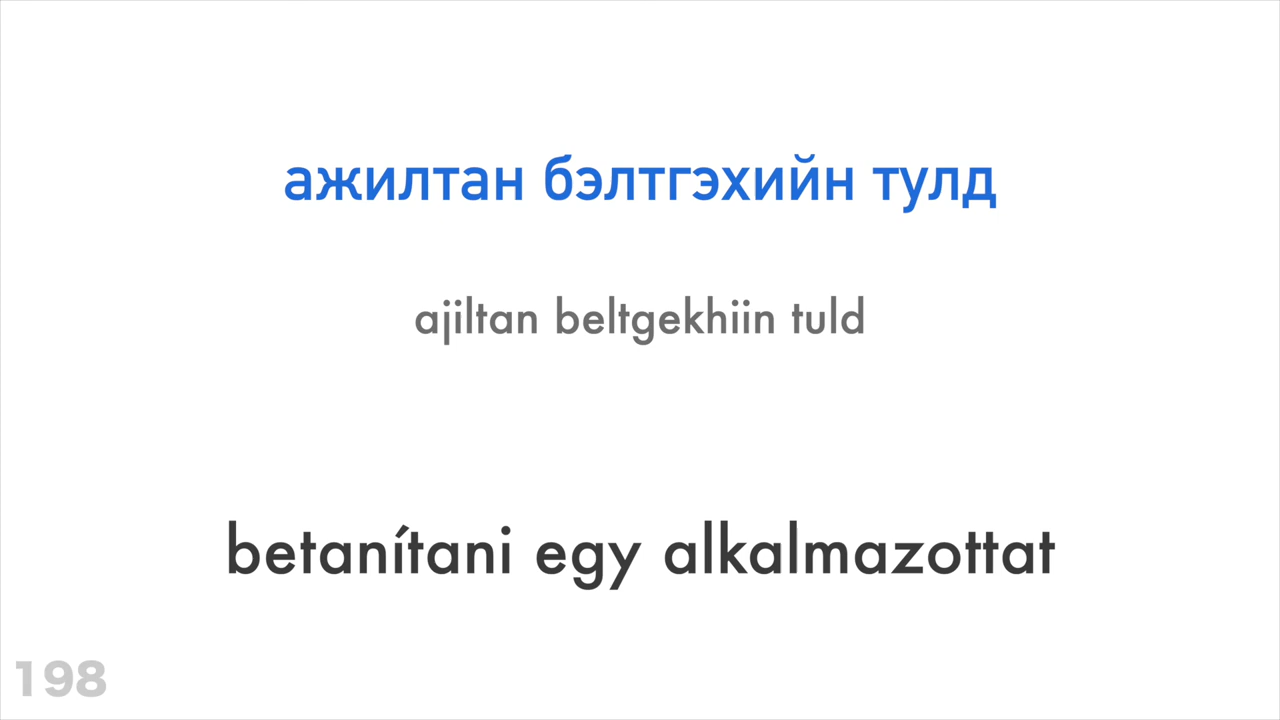 ажилтан бэлтгэхийн тулд
ajiltan beltgekhiin tuld
betanítani egy alkalmazottat
198